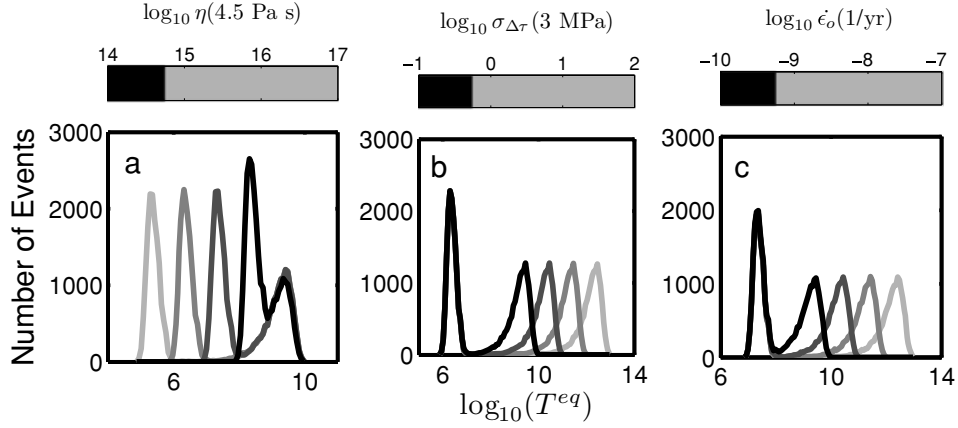 log₁₀ η(4.5 Pa s)
14 15 16 17
log₁₀ σ_Δτ(3 MPa)
−1 0 1 2
log₁₀ ϵ̇ₒ(1/yr)
−10 −9 −8 −7
Number of Events
a
3000
2000
1000
0
6 10
b
3000
2000
1000
0
6 10 14
c
3000
2000
1000
0
6 10 14
log₁₀(T^eq)